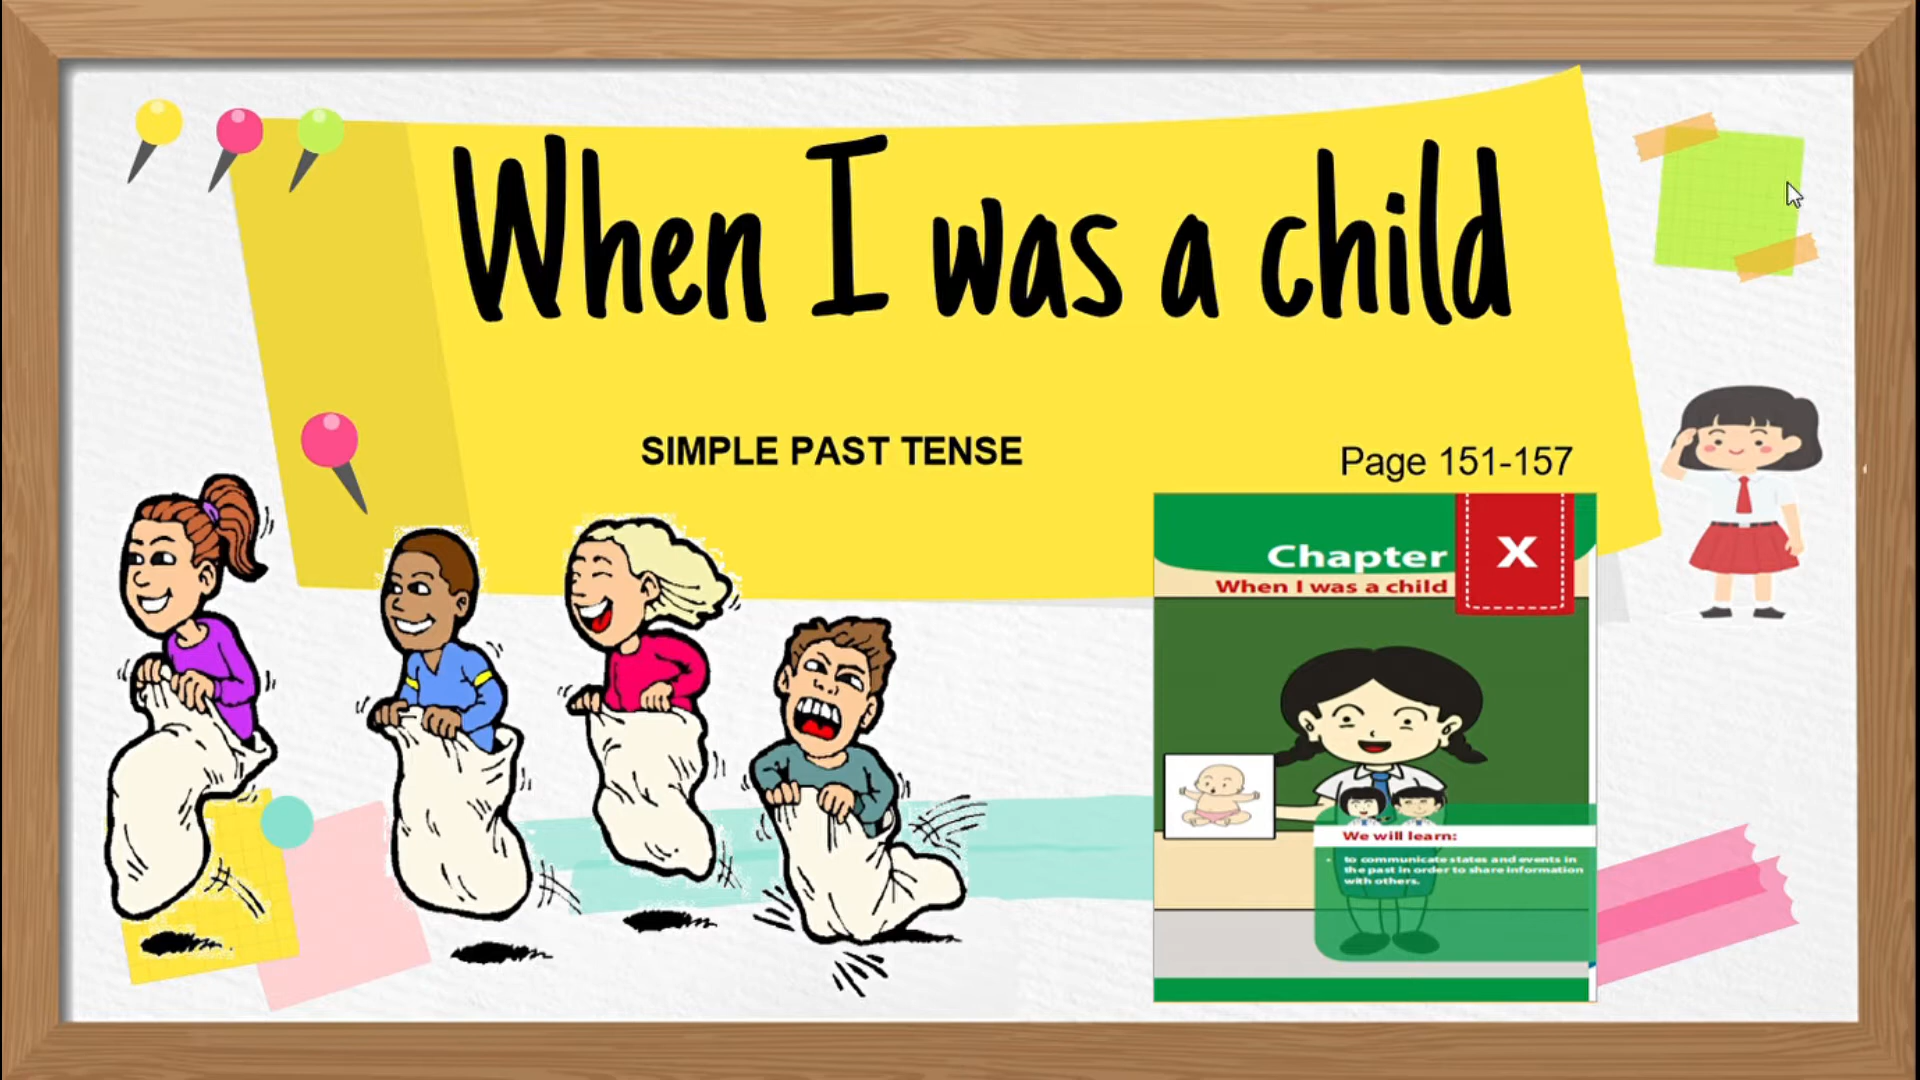 When I was a child
SIMPLE PAST TENSE
Page 151-157
Chapter
X
When I was a child
We will learn:
to communicate states and events in
the past in order to share information
with others.